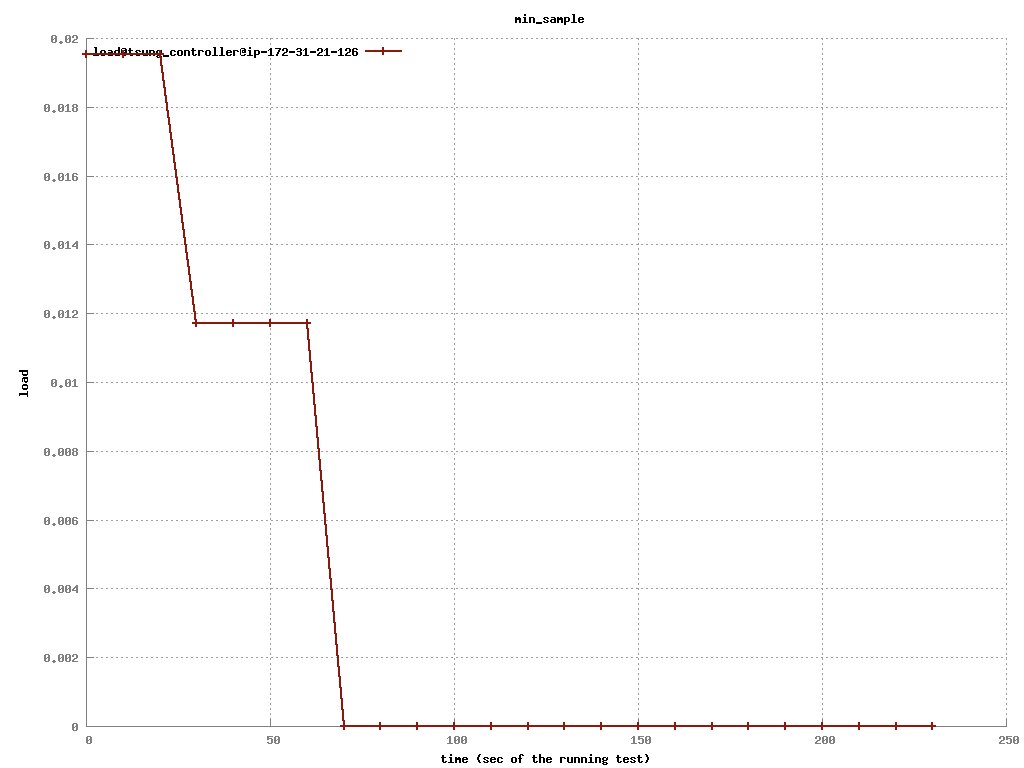 min_sample
0.02
load@tsung_controller@ip-172-31-21-126
0.018
0.016
0.014
0.012
0.01
load
0.008
0.006
0.004
0.002
0
0 50 100 150 200 250
time (sec of the running test)